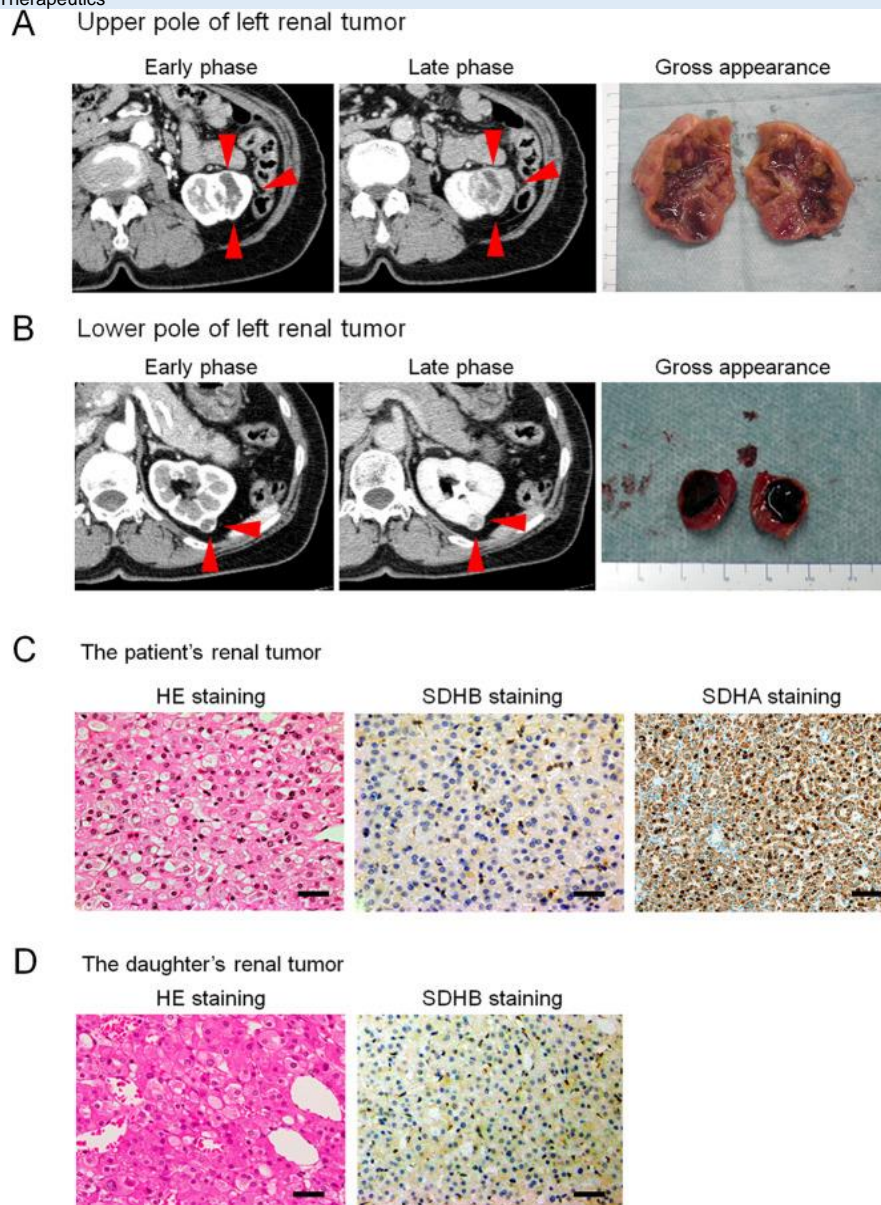 Therapeutics
A Upper pole of left renal tumor
Early phase Late phase Gross appearance
B Lower pole of left renal tumor
Early phase Late phase Gross appearance
C The patient's renal tumor
HE staining SDHB staining SDHA staining
D The daughter's renal tumor
HE staining SDHB staining